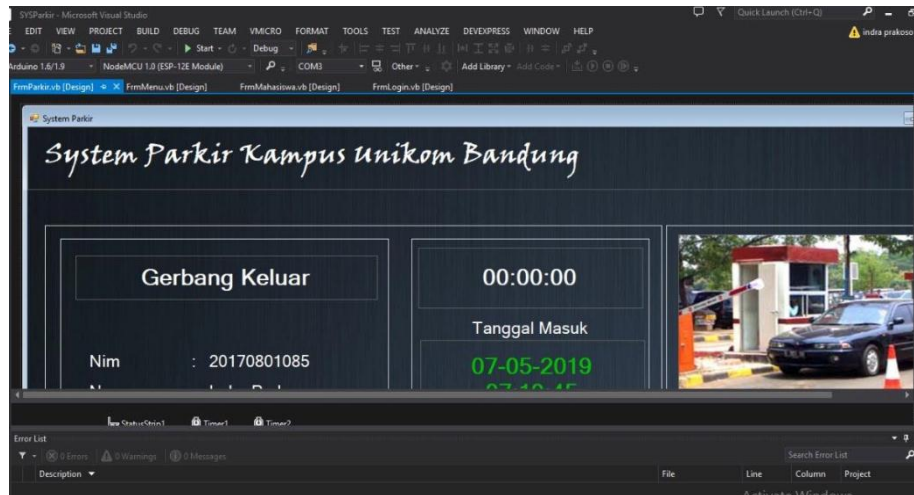 SYSParkir - Microsoft Visual Studio
Quick Launch (Ctrl+Q)
EDIT VIEW PROJECT BUILD DEBUG TEAM VMICRO FORMAT TOOLS TEST ANALYZE DEVEXPRESS WINDOW HELP
indra prakoso
Start Debug
Arduino 1.6/1.9 NodeMCU 1.0 (ESP-12E Module) COM3 Other Add Library Add Code
FrmParkir.vb [Design] FrmMenu.vb [Design] FrmMahasiswa.vb [Design] FrmLogin.vb [Design]
System Parkir
System Parkir Kampus Unikom Bandung
Gerbang Keluar
00:00:00
Tanggal Masuk
Nim : 20170801085
07-05-2019
StatusStrip1 Timer1 Timer2
Error List
0 Errors 0 Warnings 0 Messages
Search Error List
Description File Line Column Project